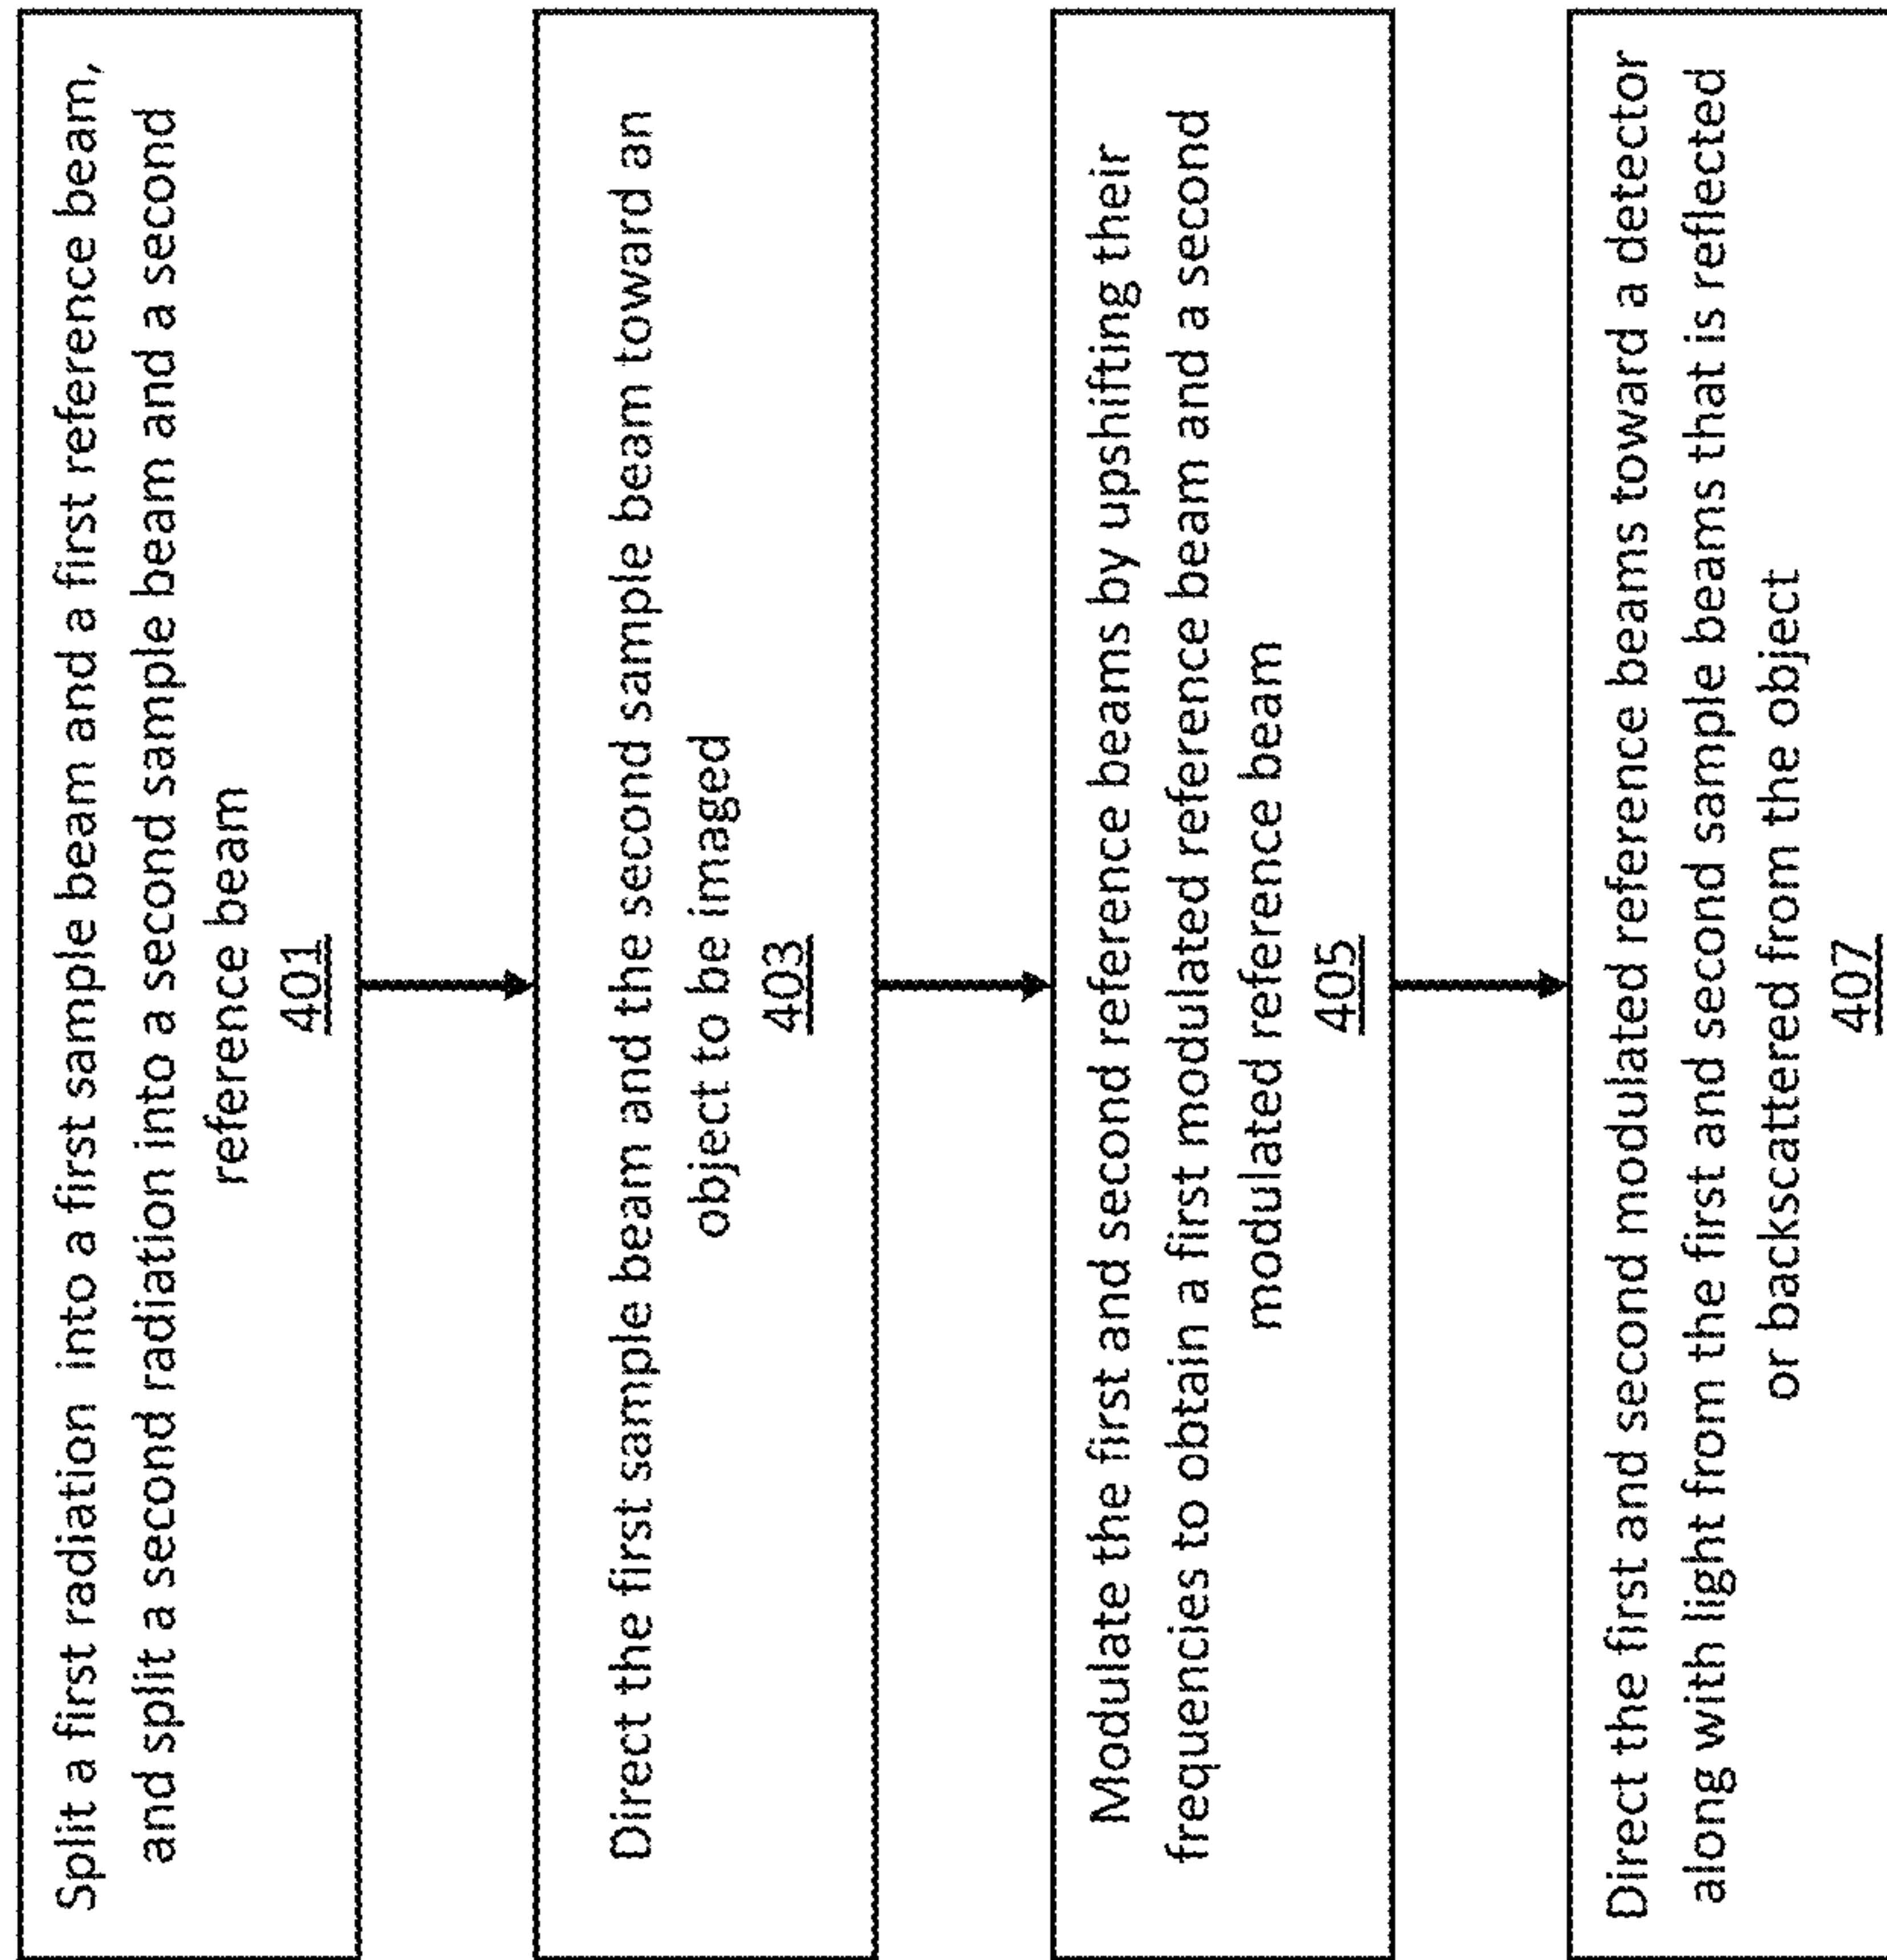 Split a first radiation into a first sample beam and a first reference beam,
and split a second radiation into a second sample beam and a second
reference beam
401
Direct the first sample beam and the second sample beam toward an
object to be imaged
403
Modulate the first and second reference beams by upshifting their
frequencies to obtain a first modulated reference beam and a second
modulated reference beam
405
Direct the first and second modulated reference beams toward a detector
along with light from the first and second sample beams that is reflected
or backscattered from the object
407